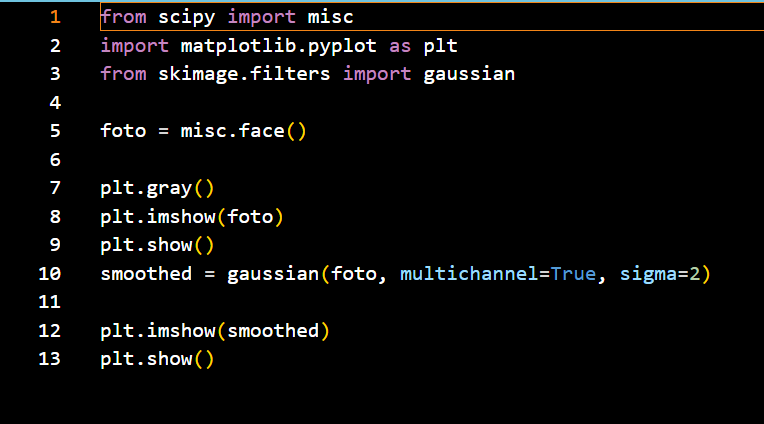 1 from scipy import misc
2 import matplotlib.pyplot as plt
3 from skimage.filters import gaussian
4
5 foto = misc.face()
6
7 plt.gray()
8 plt.imshow(foto)
9 plt.show()
10 smoothed = gaussian(foto, multichannel=True, sigma=2)
11
12 plt.imshow(smoothed)
13 plt.show()